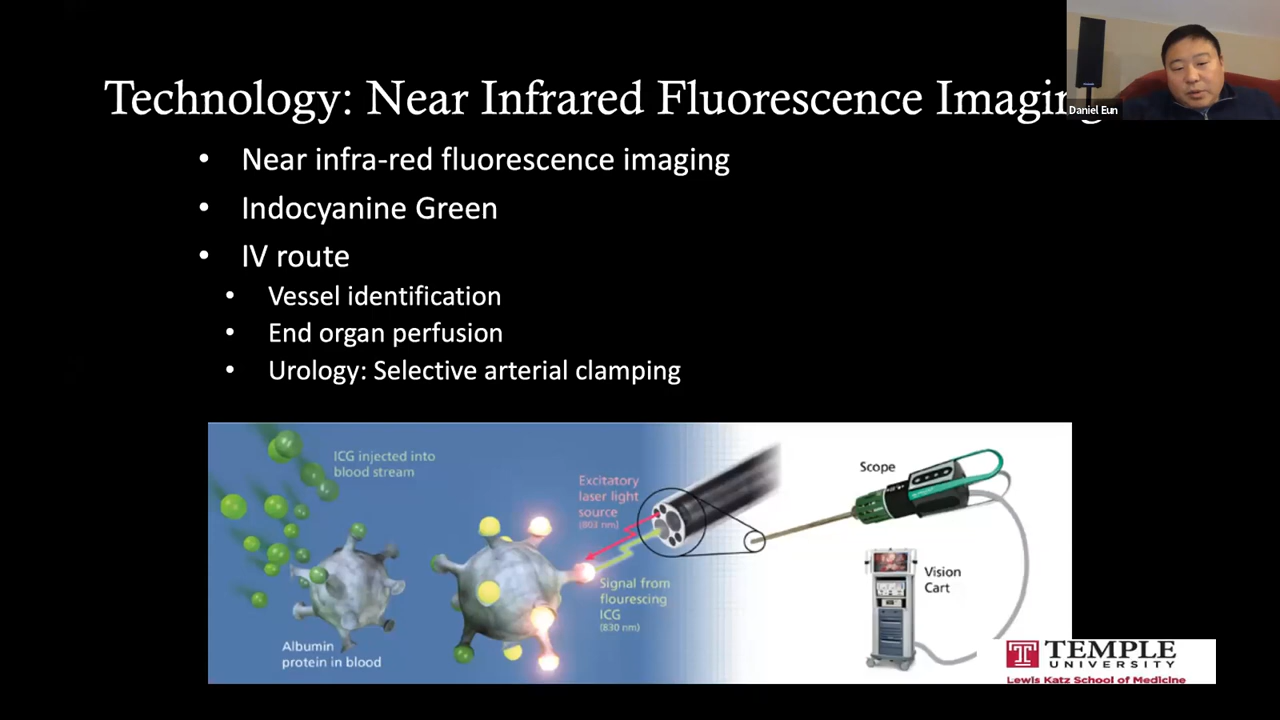 Technology: Near Infrared Fluorescence Imaging
Daniel Eun
• Near infra-red fluorescence imaging
• Indocyanine Green
• IV route
• Vessel identification
• End organ perfusion
• Urology: Selective arterial clamping
ICG injected into
blood stream
Albumin
protein in blood
Excitatory
laser light
source
(803 nm)
Signal from
flourescing
ICG
(830 nm)
Scope
Vision
Cart
TEMPLE
UNIVERSITY
Lewis Katz School of Medicine